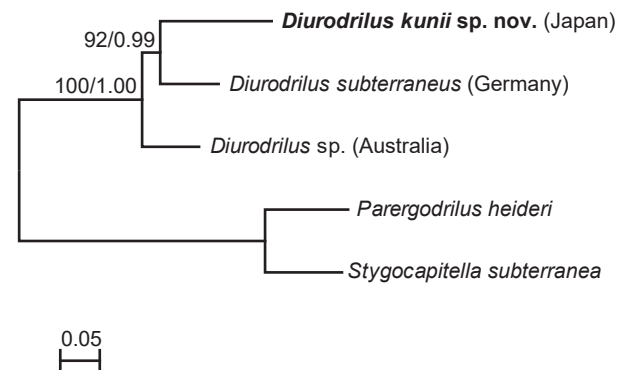 Diurodrilus kunii sp. nov. (Japan)
92/0.99
Diurodrilus subterraneus (Germany)
100/1.00
Diurodrilus sp. (Australia)
Parergodrilus heideri
Stygocapitella subterranea
0.05